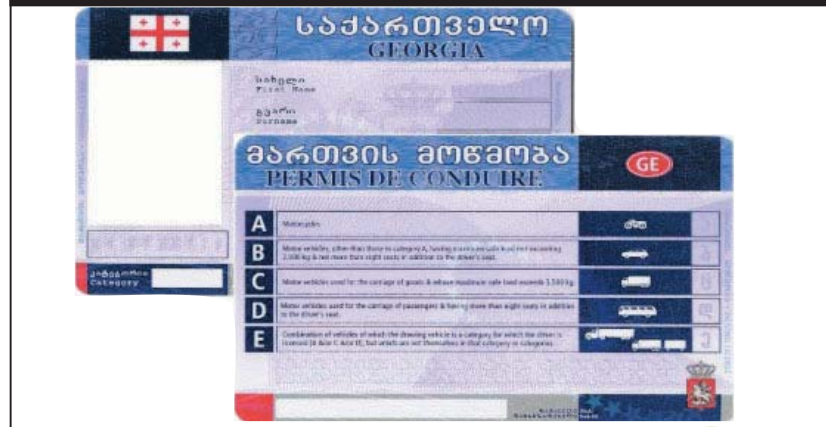 საქართველო
GEORGIA
სახელი
First Name
გვარი
Surname
კატეგორია
Category
მართვის მოწმობა
PERMIS DE CONDUIRE
GE
A Motorcycles
B Motor vehicles, other than those in category A, having maximum safe load not exceeding
3,500 kg & not more than eight seats in addition to the driver's seat.
C Motor vehicles used for the carriage of goods & whose maximum safe load exceeds 3,500 kg.
D Motor vehicles used for the carriage of passengers & having more than eight seats in addition
to the driver's seat.
E Combination of vehicles of which the drawing vehicle is a category for which the driver is
licensed (B &/or C &/or D), but which are not themselves in that category or categories.